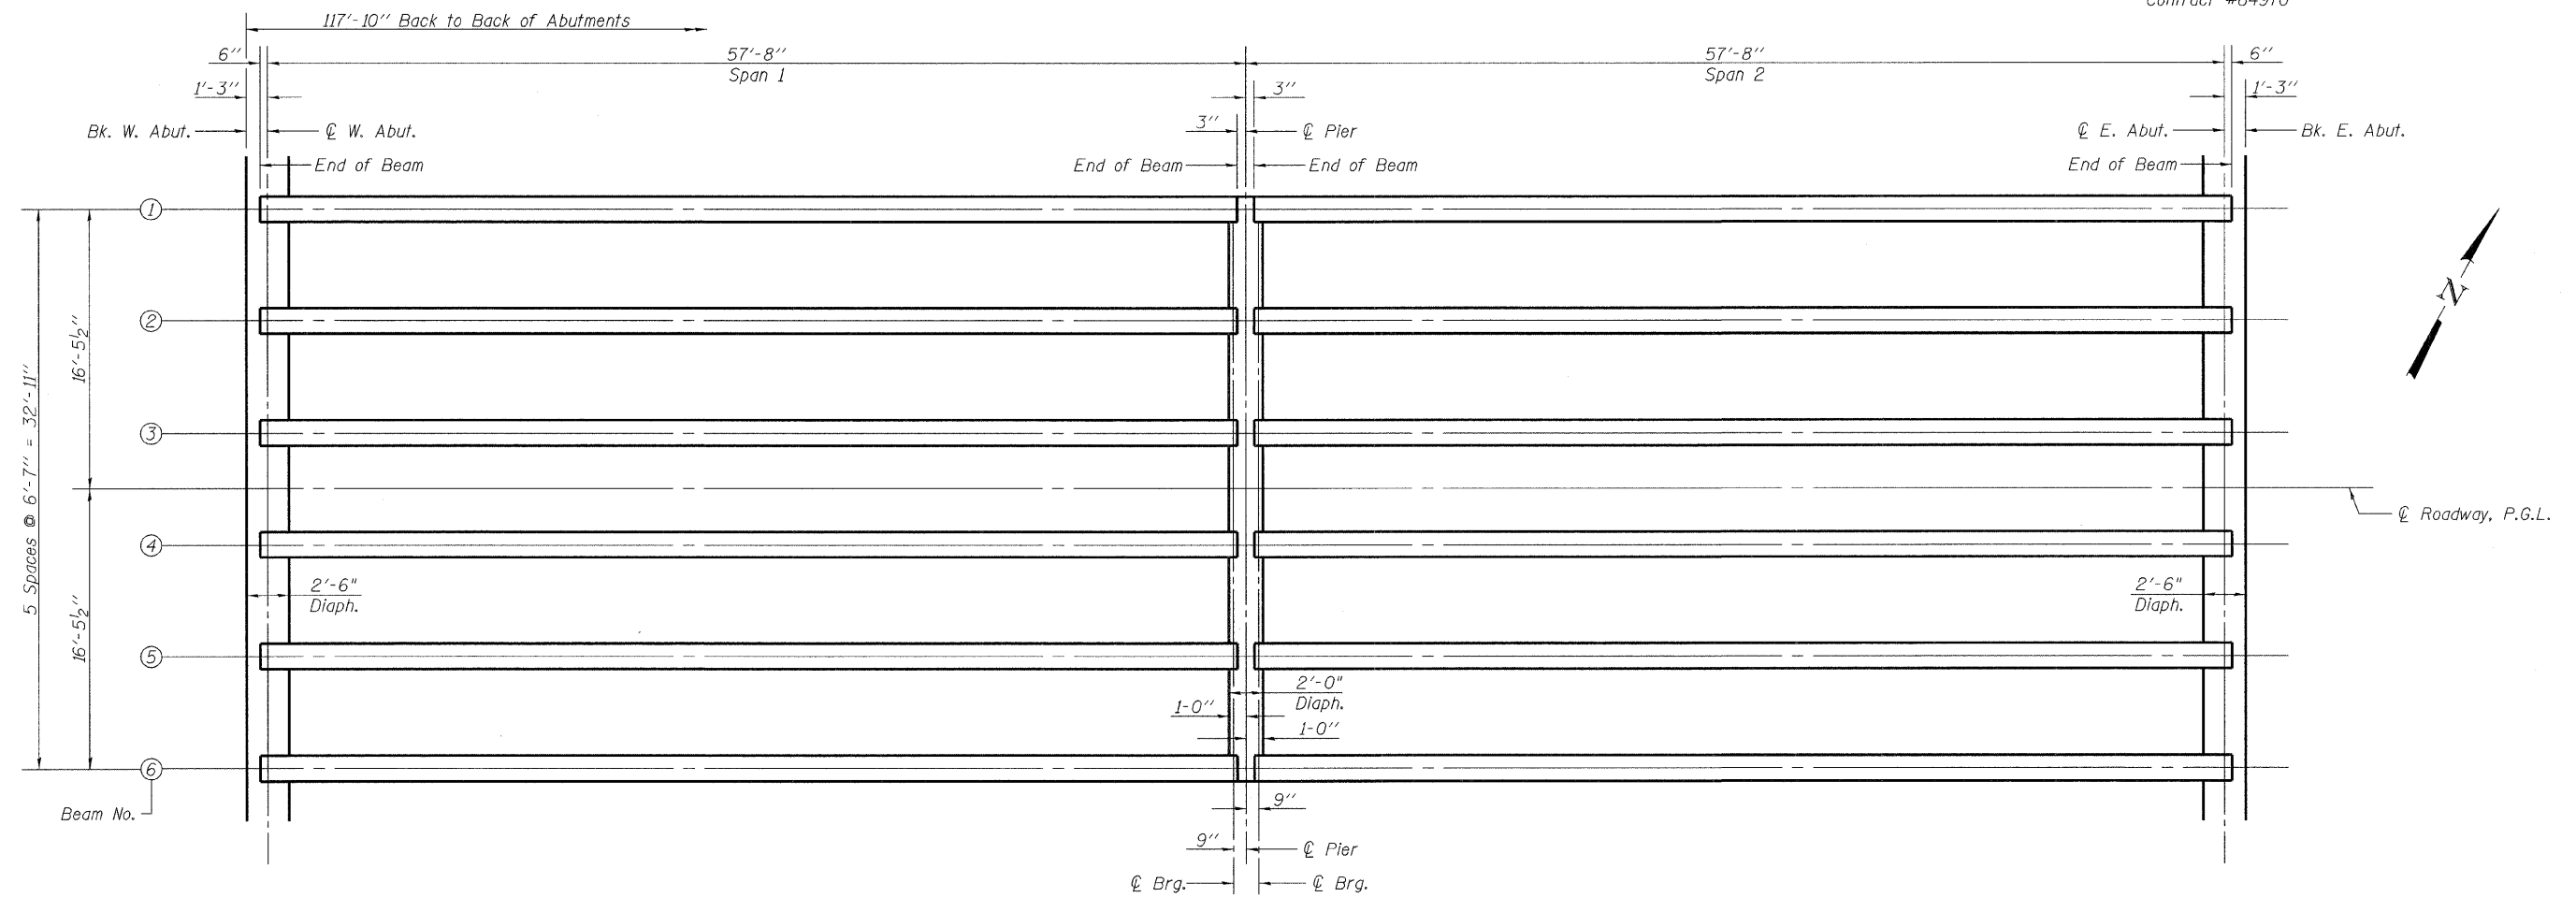 Contract #64970
117'-10" Back to Back of Abutments
6" 57'-8" 57'-8" 6"
Span 1 Span 2
1'-3" 3" 1'-3"
Bk. W. Abut. ℄ W. Abut. 3" ℄ Pier ℄ E. Abut. Bk. E. Abut.
End of Beam End of Beam End of Beam End of Beam
1
2
3
4
5
6
5 Spaces @ 6'-7" = 32'-11"
16'-5½"
16'-5½"
N
℄ Roadway, P.G.L.
2'-6" 2'-6"
Diaph. Diaph.
2'-0"
Diaph.
1-0"
1-0"
Beam No.
9"
9" ℄ Pier
℄ Brg. ℄ Brg.